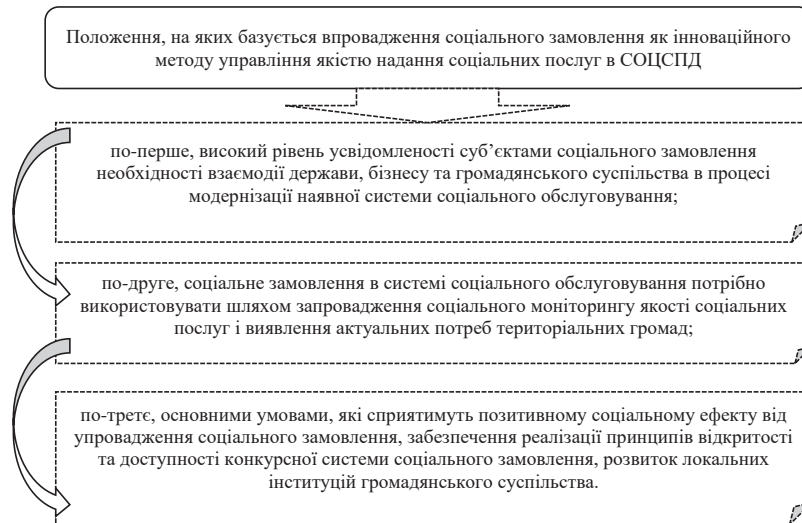 Положення, на яких базується впровадження соціального замовлення як інноваційного
методу управління якістю надання соціальних послуг в СОЦСПД
по-перше, високий рівень усвідомленості суб’єктами соціального замовлення
необхідності взаємодії держави, бізнесу та громадянського суспільства в процесі
модернізації наявної системи соціального обслуговування;
по-друге, соціальне замовлення в системі соціального обслуговування потрібно
використовувати шляхом запровадження соціального моніторингу якості соціальних
послуг і виявлення актуальних потреб територіальних громад;
по-третє, основними умовами, які сприятимуть позитивному соціальному ефекту від
упровадження соціального замовлення, забезпечення реалізації принципів відкритості
та доступності конкурсної системи соціального замовлення, розвиток локальних
інституцій громадянського суспільства.